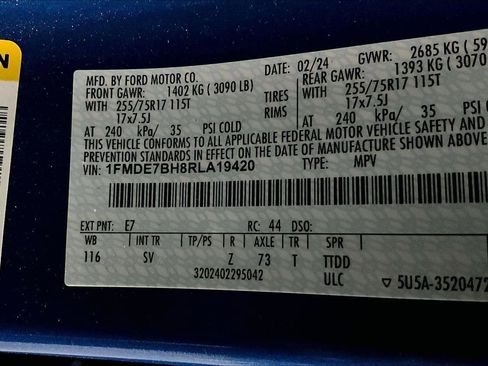 MFD. BY FORD MOTOR CO.
DATE: 02/24
GVWR: 2685 KG
FRONT GAWR: 1402 KG ( 3090 LB)
REAR GAWR: 1393 KG ( 3070
WITH 255/75R17 115T TIRES WITH 255/75R17 115T
17x7.5J RIMS 17x7.5J
AT 240 kPa/ 35 PSI COLD AT 240 kPa/ 35 PSI COLD
THIS VEHICLE CONFORMS TO ALL APPLICABLE FEDERAL MOTOR VEHICLE SAFETY AND
PREVENTION STANDARDS IN EFFECT ON THE DATE OF MANUFACTURE SHOWN ABOVE.
VIN: 1FMDE7BH8RLA19420 TYPE: MPV
EXT PNT: E7 RC: 44 DSO:
WB INT TR TP/PS R AXLE TR SPR
116 SV Z 73 T TTDD
3202402295042 ULC ▽ 5U5A-3520472